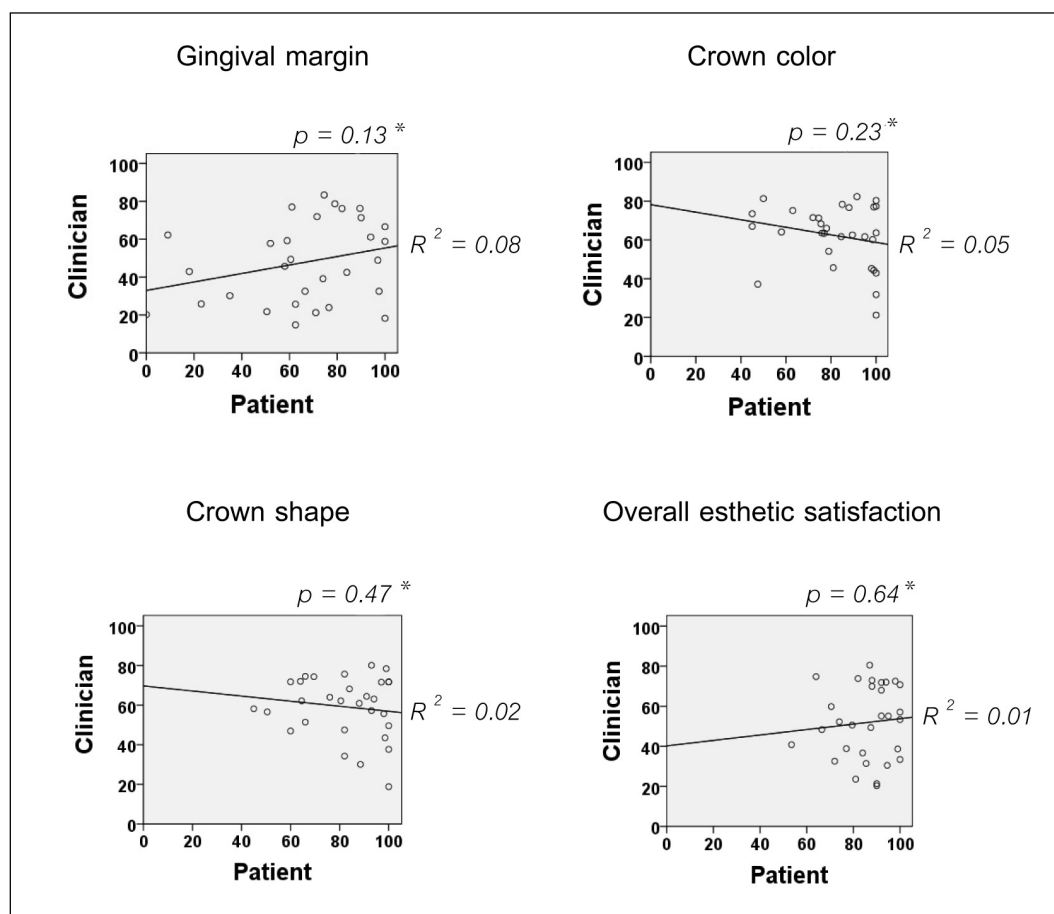 Gingival margin
p = 0.13 *
100
80
60
40
20
0
Clinician
R 2 = 0.08
0 20 40 60 80 100
Patient
Crown color
p = 0.23 *
100
80
60
40
20
0
Clinician
R 2 = 0.05
0 20 40 60 80 100
Patient
Crown shape
p = 0.47 *
100
80
60
40
20
0
Clinician
R 2 = 0.02
0 20 40 60 80 100
Patient
Overall esthetic satisfaction
p = 0.64 *
100
80
60
40
20
0
Clinician
R 2 = 0.01
0 20 40 60 80 100
Patient